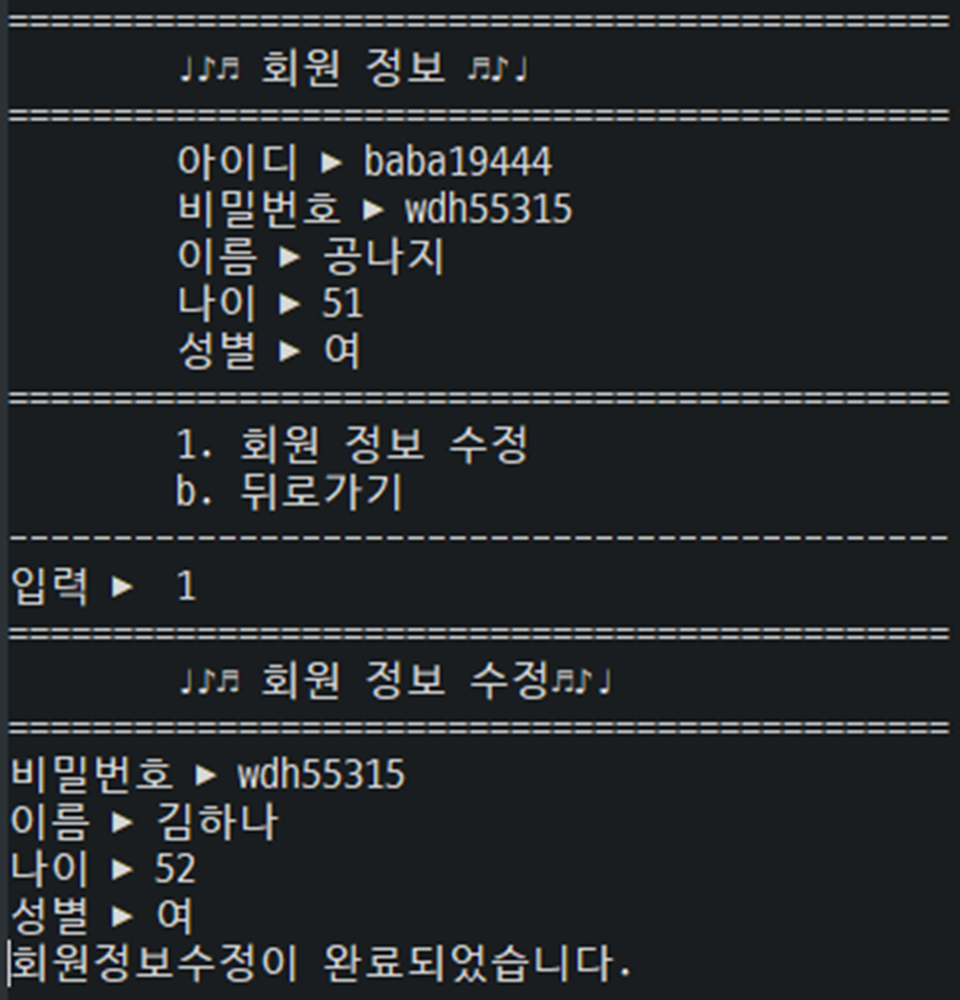 =============================================
♩♪♬ 회원 정보 ♬♪♩
=============================================
아이디 ▶ baba19444
비밀번호 ▶ wdh55315
이름 ▶ 공나지
나이 ▶ 51
성별 ▶ 여
=============================================
1. 회원 정보 수정
b. 뒤로가기
---------------------------------------------
입력 ▶ 1
=============================================
♩♪♬ 회원 정보 수정♬♪♩
=============================================
비밀번호 ▶ wdh55315
이름 ▶ 김하나
나이 ▶ 52
성별 ▶ 여
회원정보수정이 완료되었습니다.